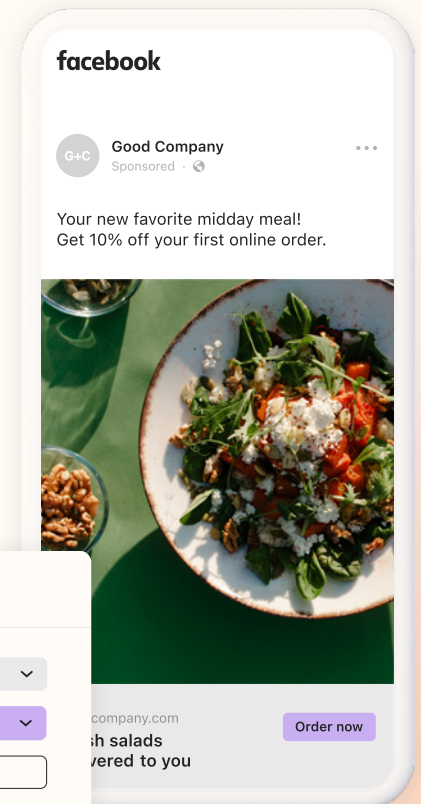 facebook
G+C
Good Company
Sponsored ·
Your new favorite midday meal!
Get 10% off your first online order.
company.com
sh salads
vered to you
Order now